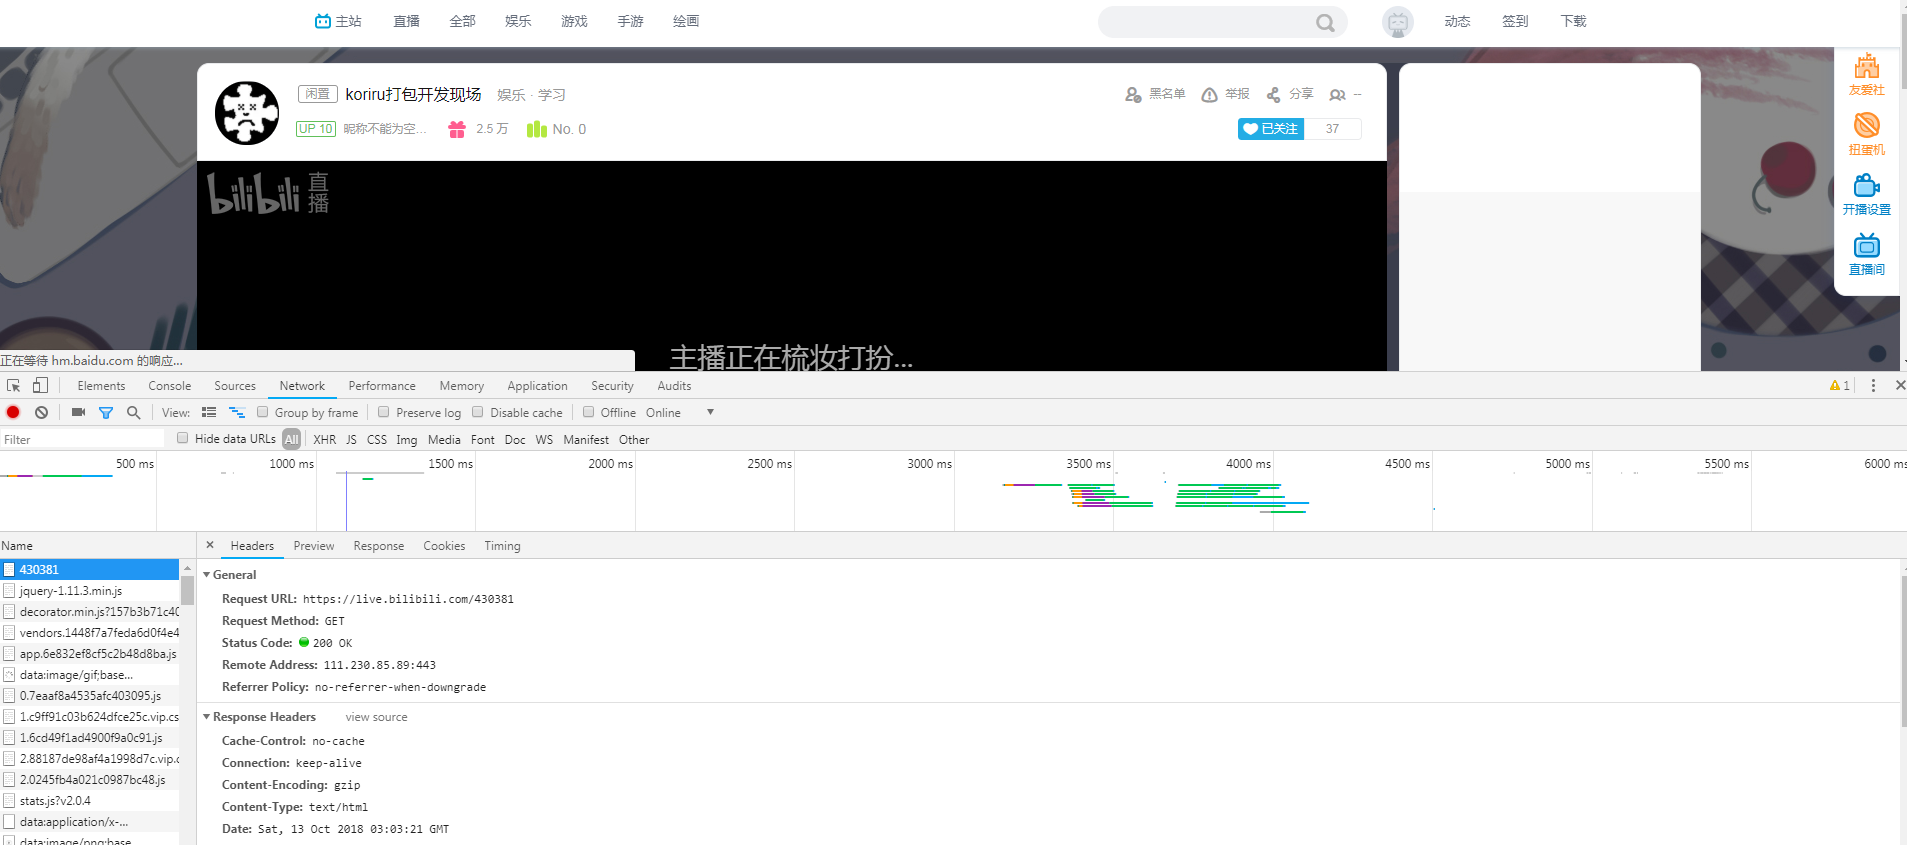 主站 直播 全部 娱乐 游戏 手游 绘画 动态 签到 下载
闲置 koriru打包开发现场 娱乐 · 学习 黑名单 举报 分享 --
UP 10 昵称不能为空... 2.5 万 No. 0 已关注 37
友爱社
扭蛋机
开播设置
直播间
bilibili 直播
主播正在梳妆打扮...
正在等待 hm.baidu.com 的响应...
Elements Console Sources Network Performance Memory Application Security Audits 1
View: Group by frame Preserve log Disable cache Offline Online
Filter Hide data URLs All XHR JS CSS Img Media Font Doc WS Manifest Other
500 ms 1000 ms 1500 ms 2000 ms 2500 ms 3000 ms 3500 ms 4000 ms 4500 ms 5000 ms 5500 ms 6000 ms
Name
430381
jquery-1.11.3.min.js
decorator.min.js?157b3b71c40
vendors.1448f7a7feda6d0f4e4
app.6e832ef8cf5c2b48d8ba.js
data:image/gif;base...
0.7eaaf8a4535afc403095.js
1.c9ff91c03b624dfce25c.vip.cs
1.6cd49f1ad4900f9a0c91.js
2.88187de98af4a1998d7c.vip.c
2.0245fb4a021c0987bc48.js
stats.js?v2.0.4
data:application/x-...
data:image/png;base...
Headers Preview Response Cookies Timing
General
Request URL: https://live.bilibili.com/430381
Request Method: GET
Status Code: 200 OK
Remote Address: 111.230.85.89:443
Referrer Policy: no-referrer-when-downgrade
Response Headers view source
Cache-Control: no-cache
Connection: keep-alive
Content-Encoding: gzip
Content-Type: text/html
Date: Sat, 13 Oct 2018 03:03:21 GMT